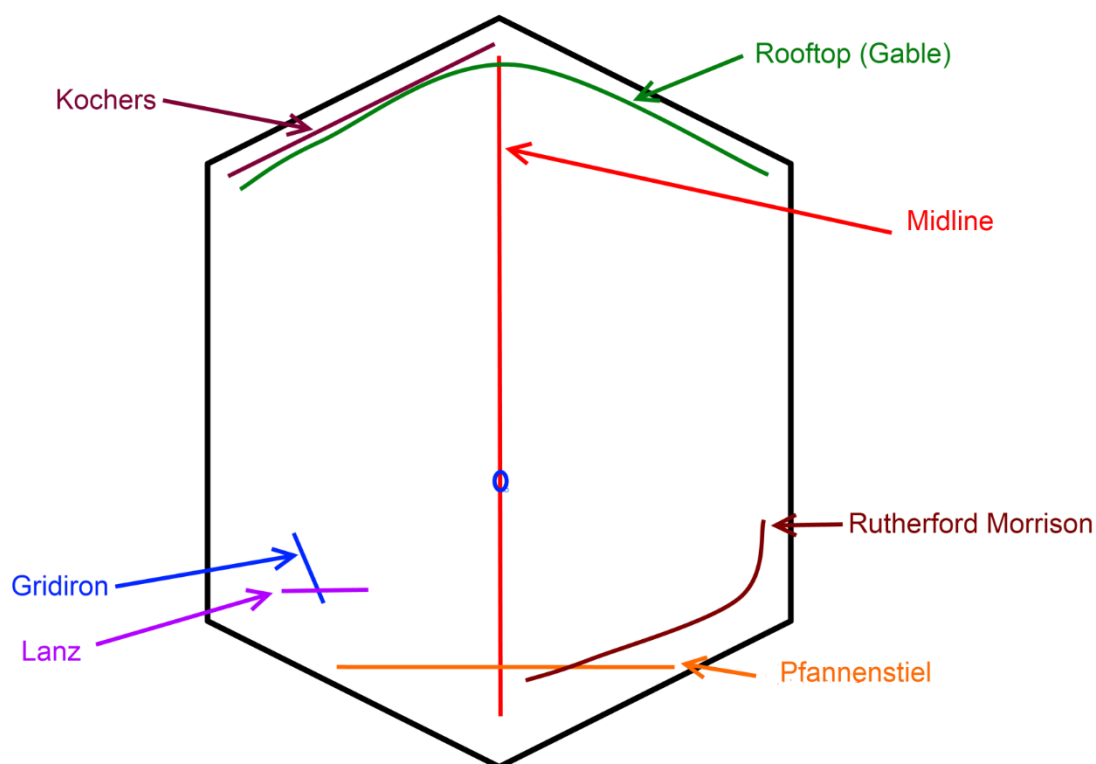 Rooftop (Gable)
Kochers
Midline
Rutherford Morrison
Gridiron
Lanz
Pfannenstiel